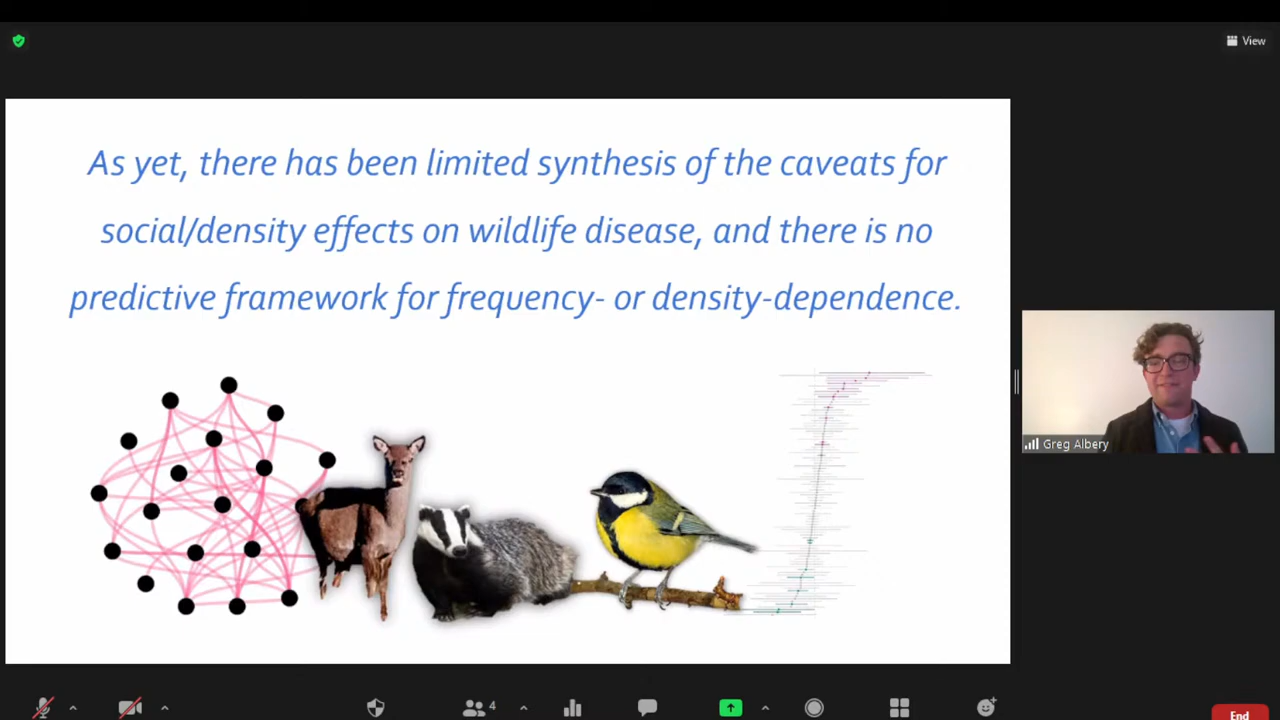 View
As yet, there has been limited synthesis of the caveats for
social/density effects on wildlife disease, and there is no
predictive framework for frequency- or density-dependence.
Greg Albery
4
End